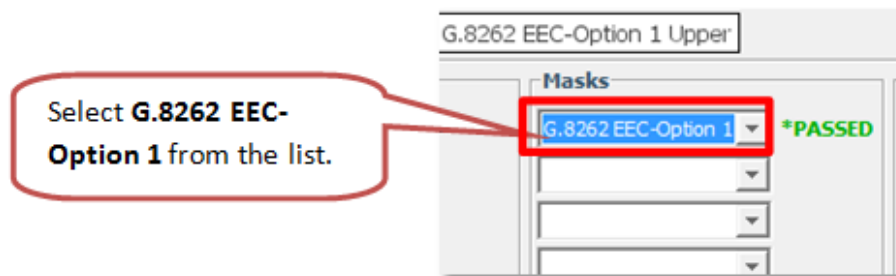 G.8262 EEC-Option 1 Upper
Masks
Select G.8262 EEC-
Option 1 from the list.
G.8262 EEC-Option 1
*PASSED